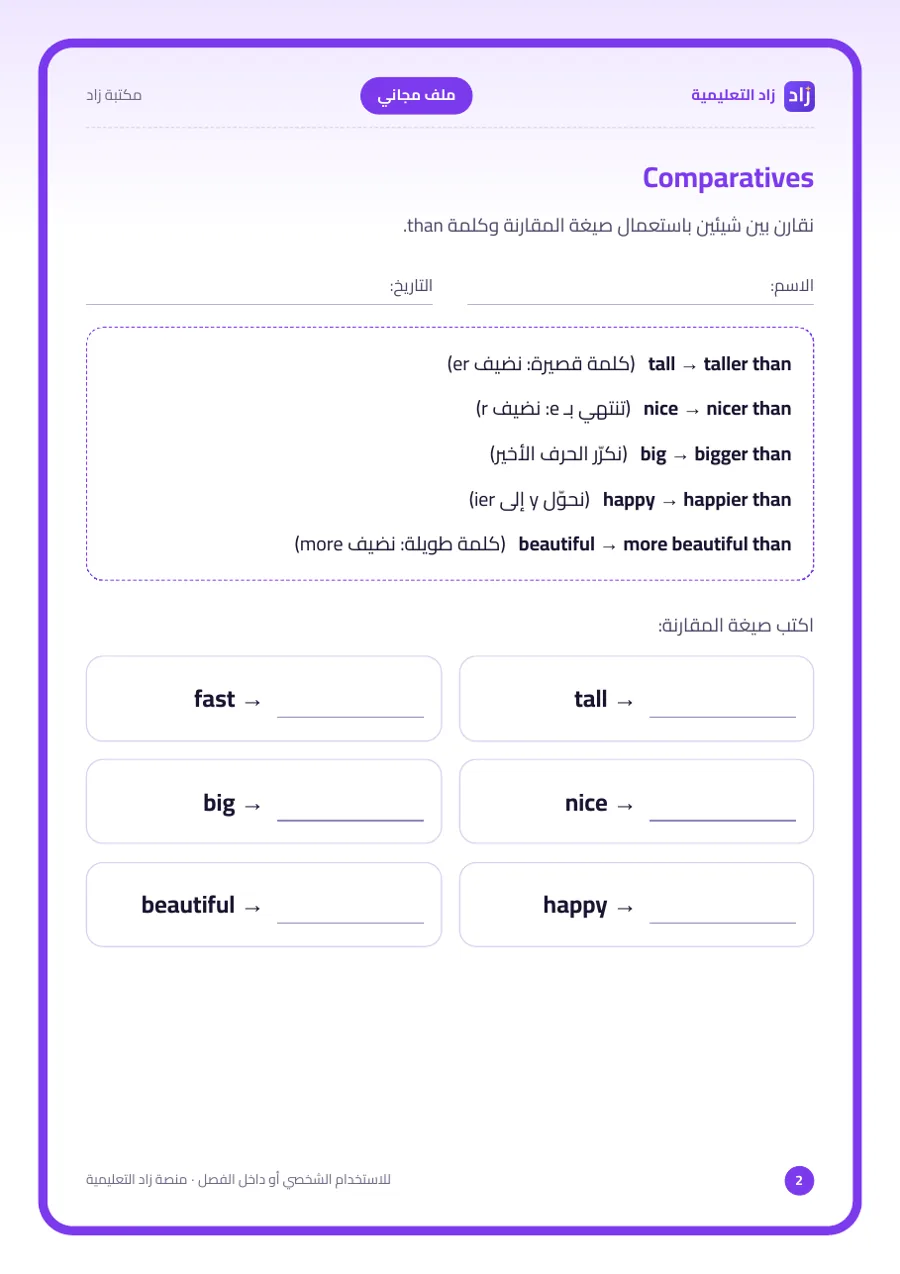 زاد
زاد التعليمية
ملف مجاني
مكتبة زاد
Comparatives
نقارن بين شيئين باستعمال صيغة المقارنة وكلمة than.
الاسم:
التاريخ:
tall → taller than (كلمة قصيرة: نضيف er)
nice → nicer than (تنتهي بـ e: نضيف r)
big → bigger than (نكرّر الحرف الأخير)
happy → happier than (نحوّل y إلى ier)
beautiful → more beautiful than (كلمة طويلة: نضيف more)
اكتب صيغة المقارنة:
tall →
fast →
nice →
big →
happy →
beautiful →
2
للاستخدام الشخصي أو داخل الفصل · منصة زاد التعليمية